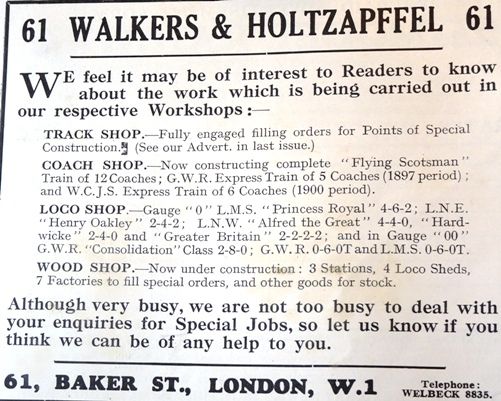 61 WALKERS & HOLTZAPFFEL 61
WE feel it may be of interest to Readers to know
about the work which is being carried out in
our respective Workshops :—
TRACK SHOP.—Fully engaged filling orders for Points of Special
Construction. (See our Advert. in last issue.)
COACH SHOP.—Now constructing complete "Flying Scotsman"
Train of 12 Coaches; G.W.R. Express Train of 5 Coaches (1897 period);
and W.C.J.S. Express Train of 6 Coaches (1900 period).
LOCO SHOP.—Gauge "0" L.M.S. "Princess Royal" 4-6-2; L.N.E.
"Henry Oakley" 2-4-2; L.N.W. "Alfred the Great" 4-4-0, "Hard-
wicke" 2-4-0 and "Greater Britain" 2-2-2-2; and in Gauge "00"
G.W.R. "Consolidation" Class 2-8-0; G.W.R. 0-6-0T and L.M.S. 0-6-0T.
WOOD SHOP.—Now under construction: 3 Stations, 4 Loco Sheds,
7 Factories to fill special orders, and other goods for stock.
Although very busy, we are not too busy to deal with
your enquiries for Special Jobs, so let us know if you
think we can be of any help to you.
61, BAKER ST., LONDON, W.1
Telephone:
WELBECK 8835.